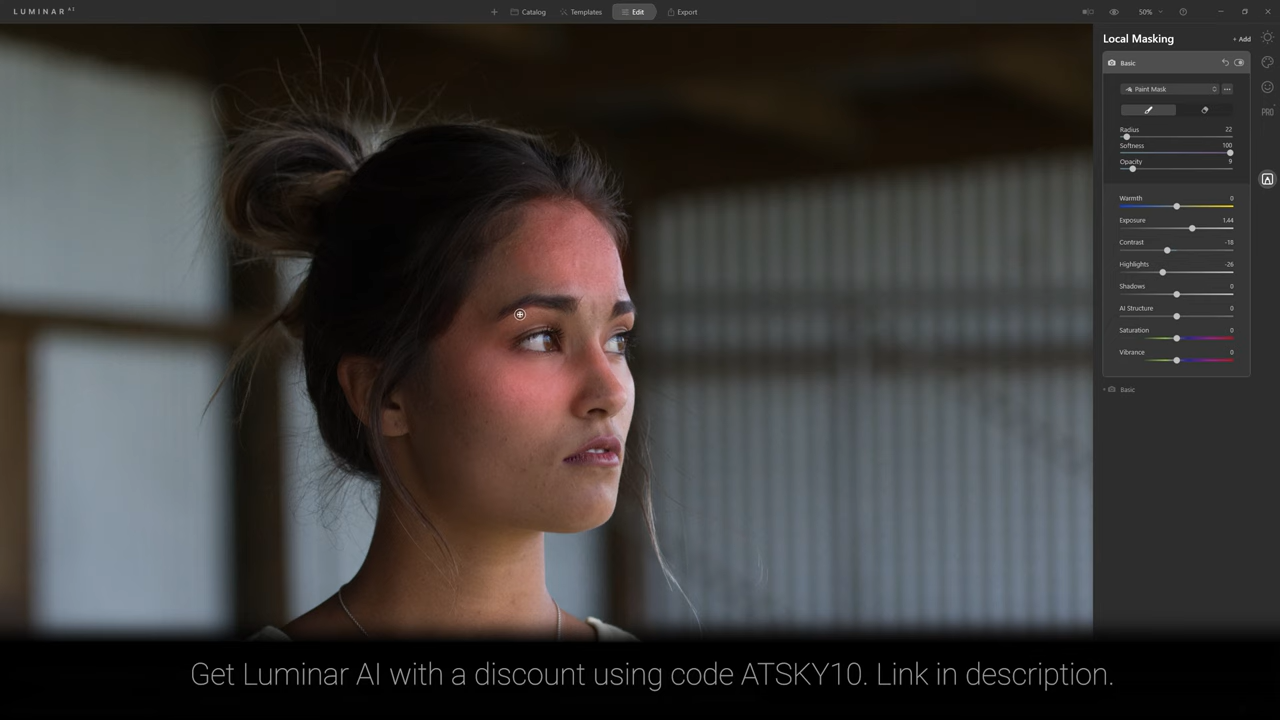 LUMINAR AI
Catalog
Templates
Edit
Export
50%
Local Masking
+ Add
Basic
Paint Mask
Radius 22
Softness 100
Opacity 9
Warmth 0
Exposure 1.44
Contrast -18
Highlights -26
Shadows 0
AI Structure 0
Saturation 0
Vibrance 0
Basic
PRO
Get Luminar AI with a discount using code ATSKY10. Link in description.